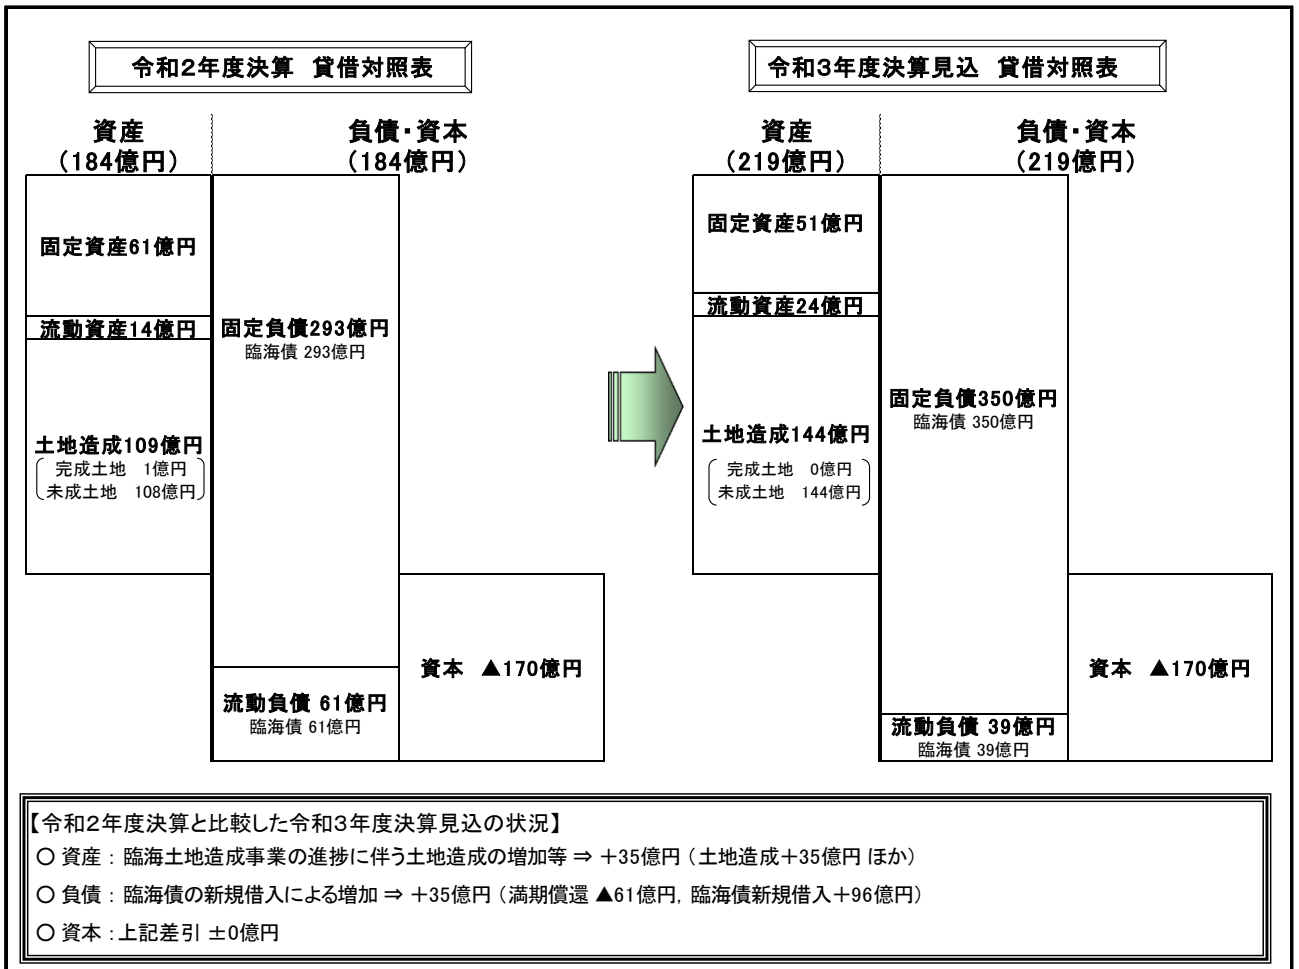 令和２年度決算　貸借対照表
資産
（184億円）
負債・資本
（184億円）
固定資産61億円
流動資産14億円
土地造成109億円
完成土地　1億円
未成土地　108億円
固定負債293億円
臨海債 293億円
流動負債 61億円
臨海債 61億円
資本　▲170億円
令和３年度決算見込　貸借対照表
資産
（219億円）
負債・資本
（219億円）
固定資産51億円
流動資産24億円
土地造成144億円
完成土地　0億円
未成土地　144億円
固定負債350億円
臨海債 350億円
流動負債 39億円
臨海債 39億円
資本　▲170億円
【令和２年度決算と比較した令和３年度決算見込の状況】
○ 資産 : 臨海土地造成事業の進捗に伴う土地造成の増加等 ⇒ ＋35億円（土地造成＋35億円 ほか）
○ 負債 : 臨海債の新規借入による増加 ⇒ ＋35億円（満期償還 ▲61億円, 臨海債新規借入＋96億円）
○ 資本 : 上記差引 ±0億円